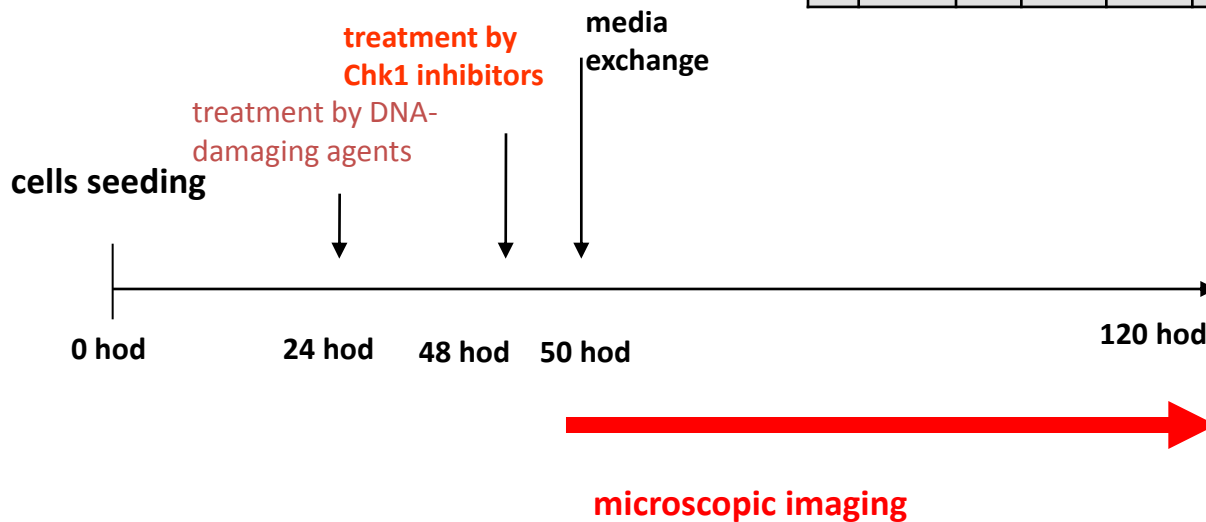 media
exchange
treatment by
Chk1 inhibitors
treatment by DNA-
damaging agents
cells seeding
0 hod
24 hod
48 hod
50 hod
120 hod
microscopic imaging